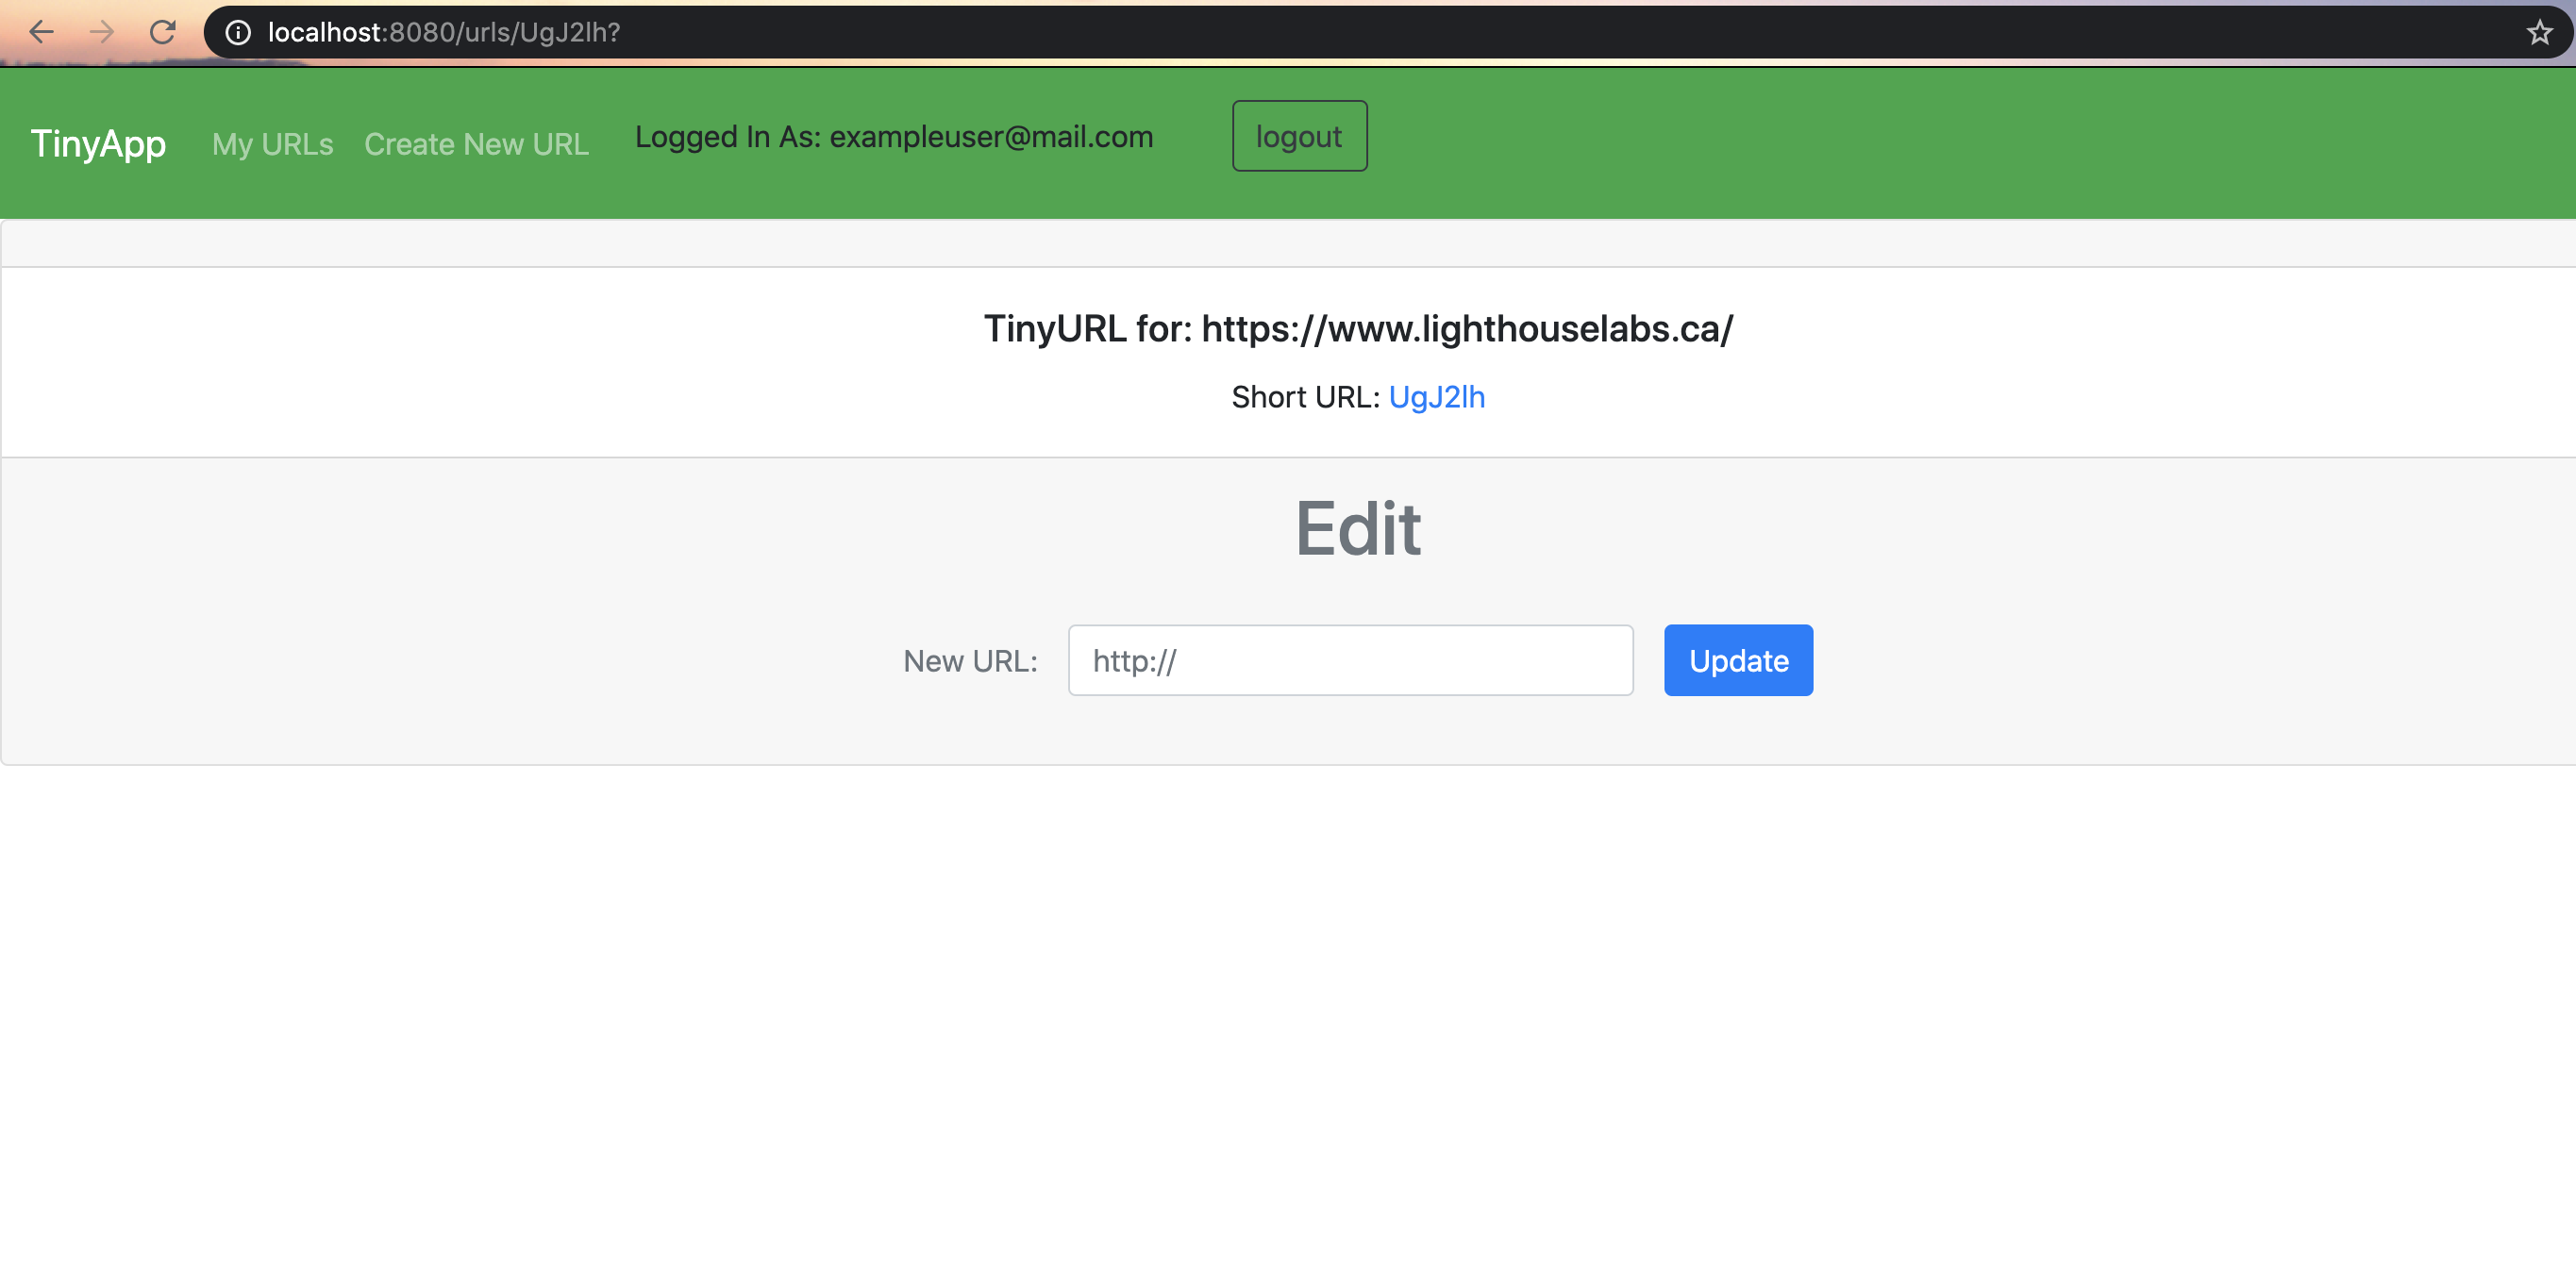 localhost:8080/urls/UgJ2lh?
TinyApp My URLs Create New URL Logged In As: exampleuser@mail.com logout
TinyURL for: https://www.lighthouselabs.ca/
Short URL: UgJ2lh
Edit
New URL: http:// Update